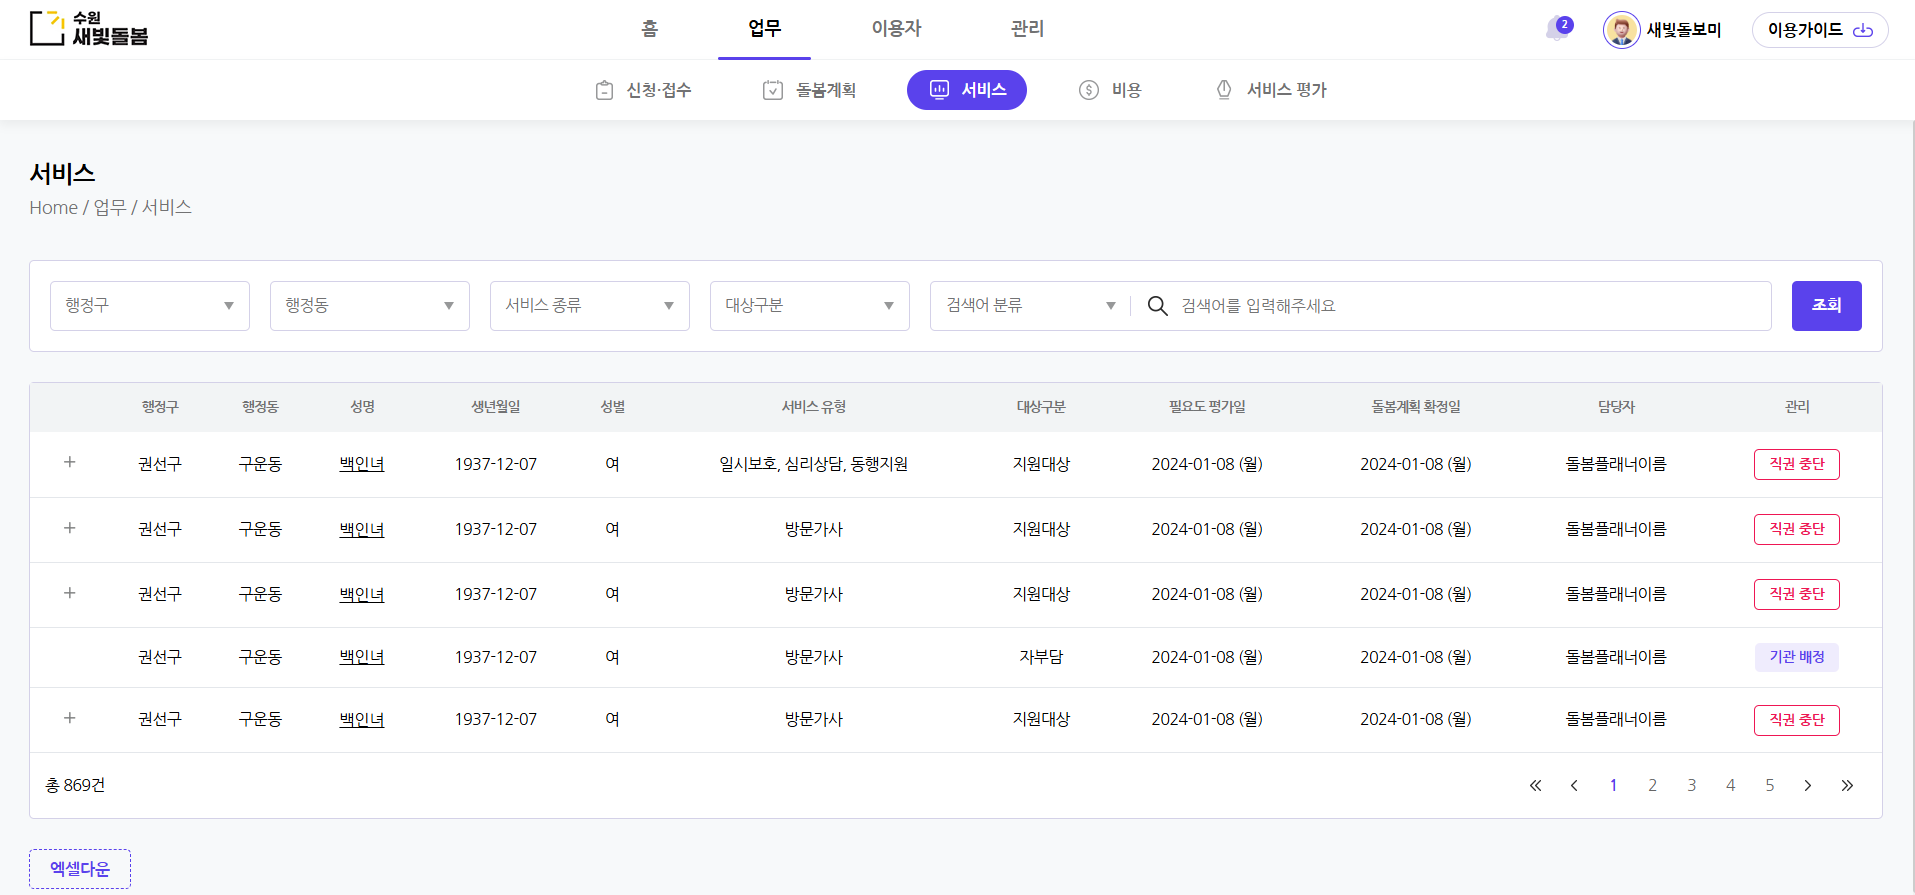 수원
새빛돌봄
홈 업무 이용자 관리
2 새빛돌보미 이용가이드
신청·접수 돌봄계획 서비스 비용 서비스 평가
서비스
Home / 업무 / 서비스
행정구 행정동 서비스 종류 대상구분 검색어 분류 검색어를 입력해주세요 조회
행정구 행정동 성명 생년월일 성별 서비스 유형 대상구분 필요도 평가일 돌봄계획 확정일 담당자 관리
+ 권선구 구운동 백인녀 1937-12-07 여 일시보호, 심리상담, 동행지원 지원대상 2024-01-08 (월) 2024-01-08 (월) 돌봄플래너이름 직권 중단
+ 권선구 구운동 백인녀 1937-12-07 여 방문가사 지원대상 2024-01-08 (월) 2024-01-08 (월) 돌봄플래너이름 직권 중단
+ 권선구 구운동 백인녀 1937-12-07 여 방문가사 지원대상 2024-01-08 (월) 2024-01-08 (월) 돌봄플래너이름 직권 중단
권선구 구운동 백인녀 1937-12-07 여 방문가사 자부담 2024-01-08 (월) 2024-01-08 (월) 돌봄플래너이름 기관 배정
+ 권선구 구운동 백인녀 1937-12-07 여 방문가사 지원대상 2024-01-08 (월) 2024-01-08 (월) 돌봄플래너이름 직권 중단
총 869건 « ‹ 1 2 3 4 5 › »
엑셀다운